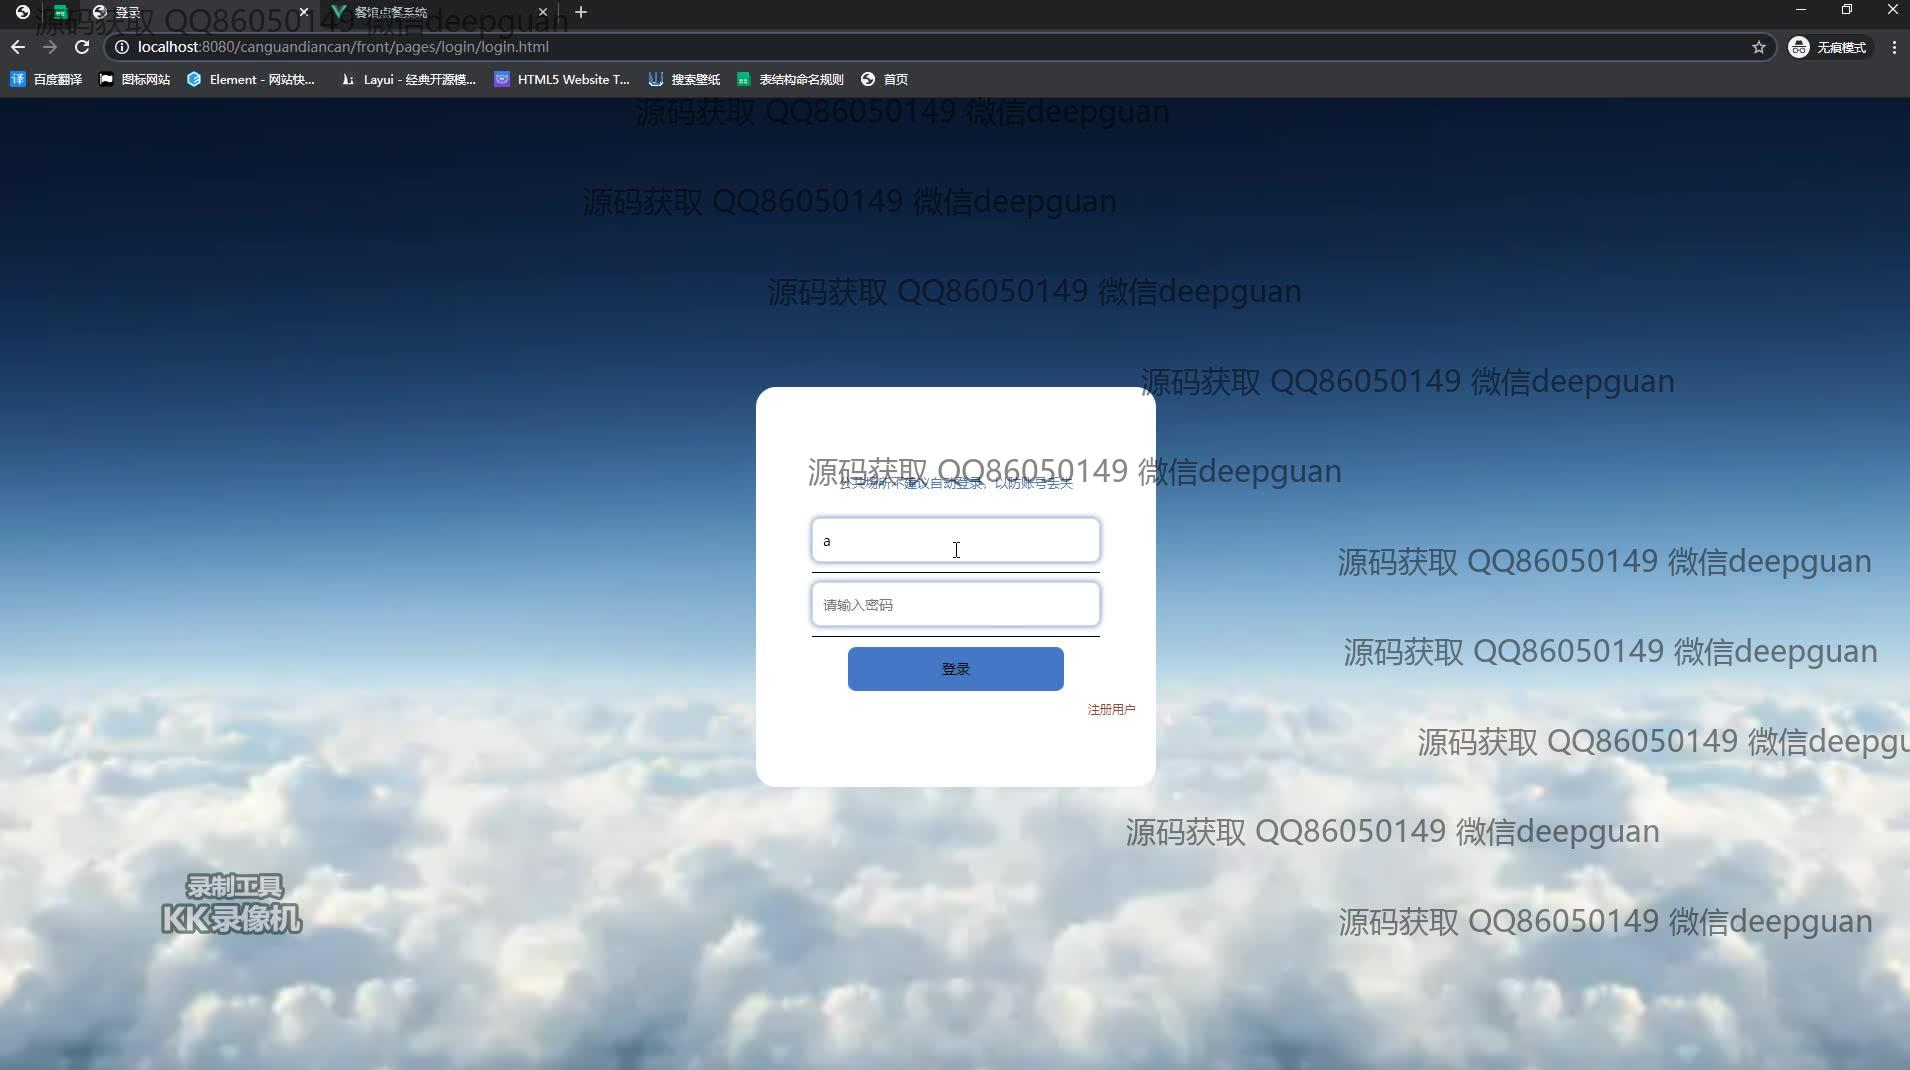 登录
餐馆点餐系统
源码获取 QQ86050149 微信deepguan
localhost:8080/canguandiancan/front/pages/login/login.html
无痕模式
百度翻译
图标网站
Element - 网站快...
Layui - 经典开源模...
HTML5 Website T...
搜索壁纸
表结构命名规则
首页
源码获取 QQ86050149 微信deepguan
源码获取 QQ86050149 微信deepguan
源码获取 QQ86050149 微信deepguan
源码获取 QQ86050149 微信deepguan
源码获取 QQ86050149 微信deepguan
公共场所不建议自动登录，以防账号丢失
a
源码获取 QQ86050149 微信deepguan
请输入密码
源码获取 QQ86050149 微信deepguan
登录
注册用户
源码获取 QQ86050149 微信deepgu
源码获取 QQ86050149 微信deepguan
录制工具
KK录像机
源码获取 QQ86050149 微信deepguan